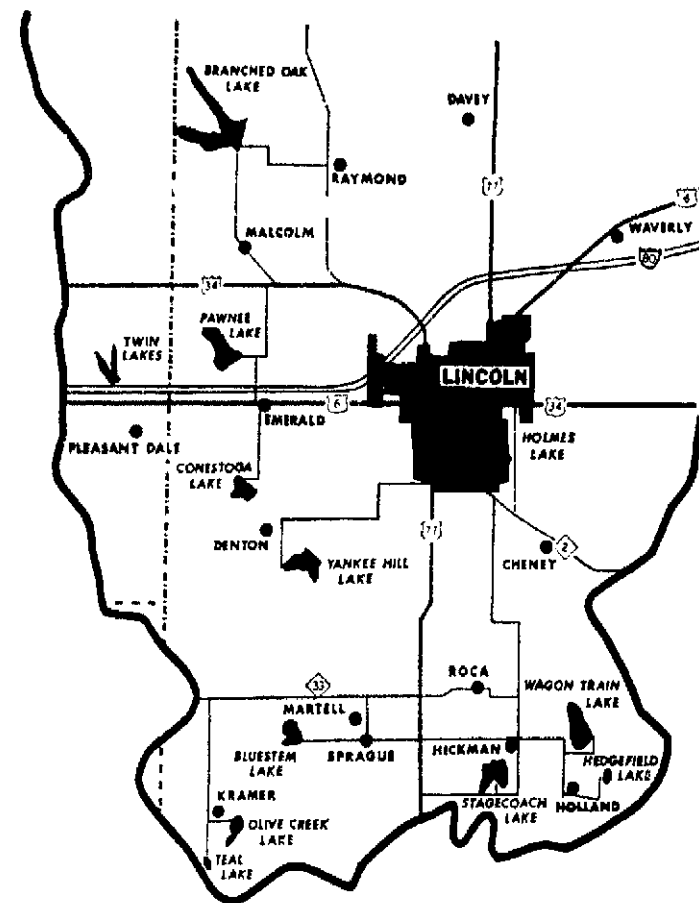 BRANCHED OAK
LAKE
DAVEY
RAYMOND
77
6
WAVERLY
MALCOLM
80
34
PAWNEE
LAKE
TWIN
LAKES
LINCOLN
6
34
EMERALD
HOLMES
LAKE
PLEASANT DALE
CONESTOGA
LAKE
DENTON
77
2
CHENEY
YANKEE HILL
LAKE
ROCA
33
WAGON TRAIN
LAKE
MARTELL
BLUESTEM
LAKE
SPRAGUE
HICKMAN
HEDGEFIELD
LAKE
KRAMER
STAGECOACH
LAKE
HOLLAND
OLIVE CREEK
LAKE
TEAL
LAKE